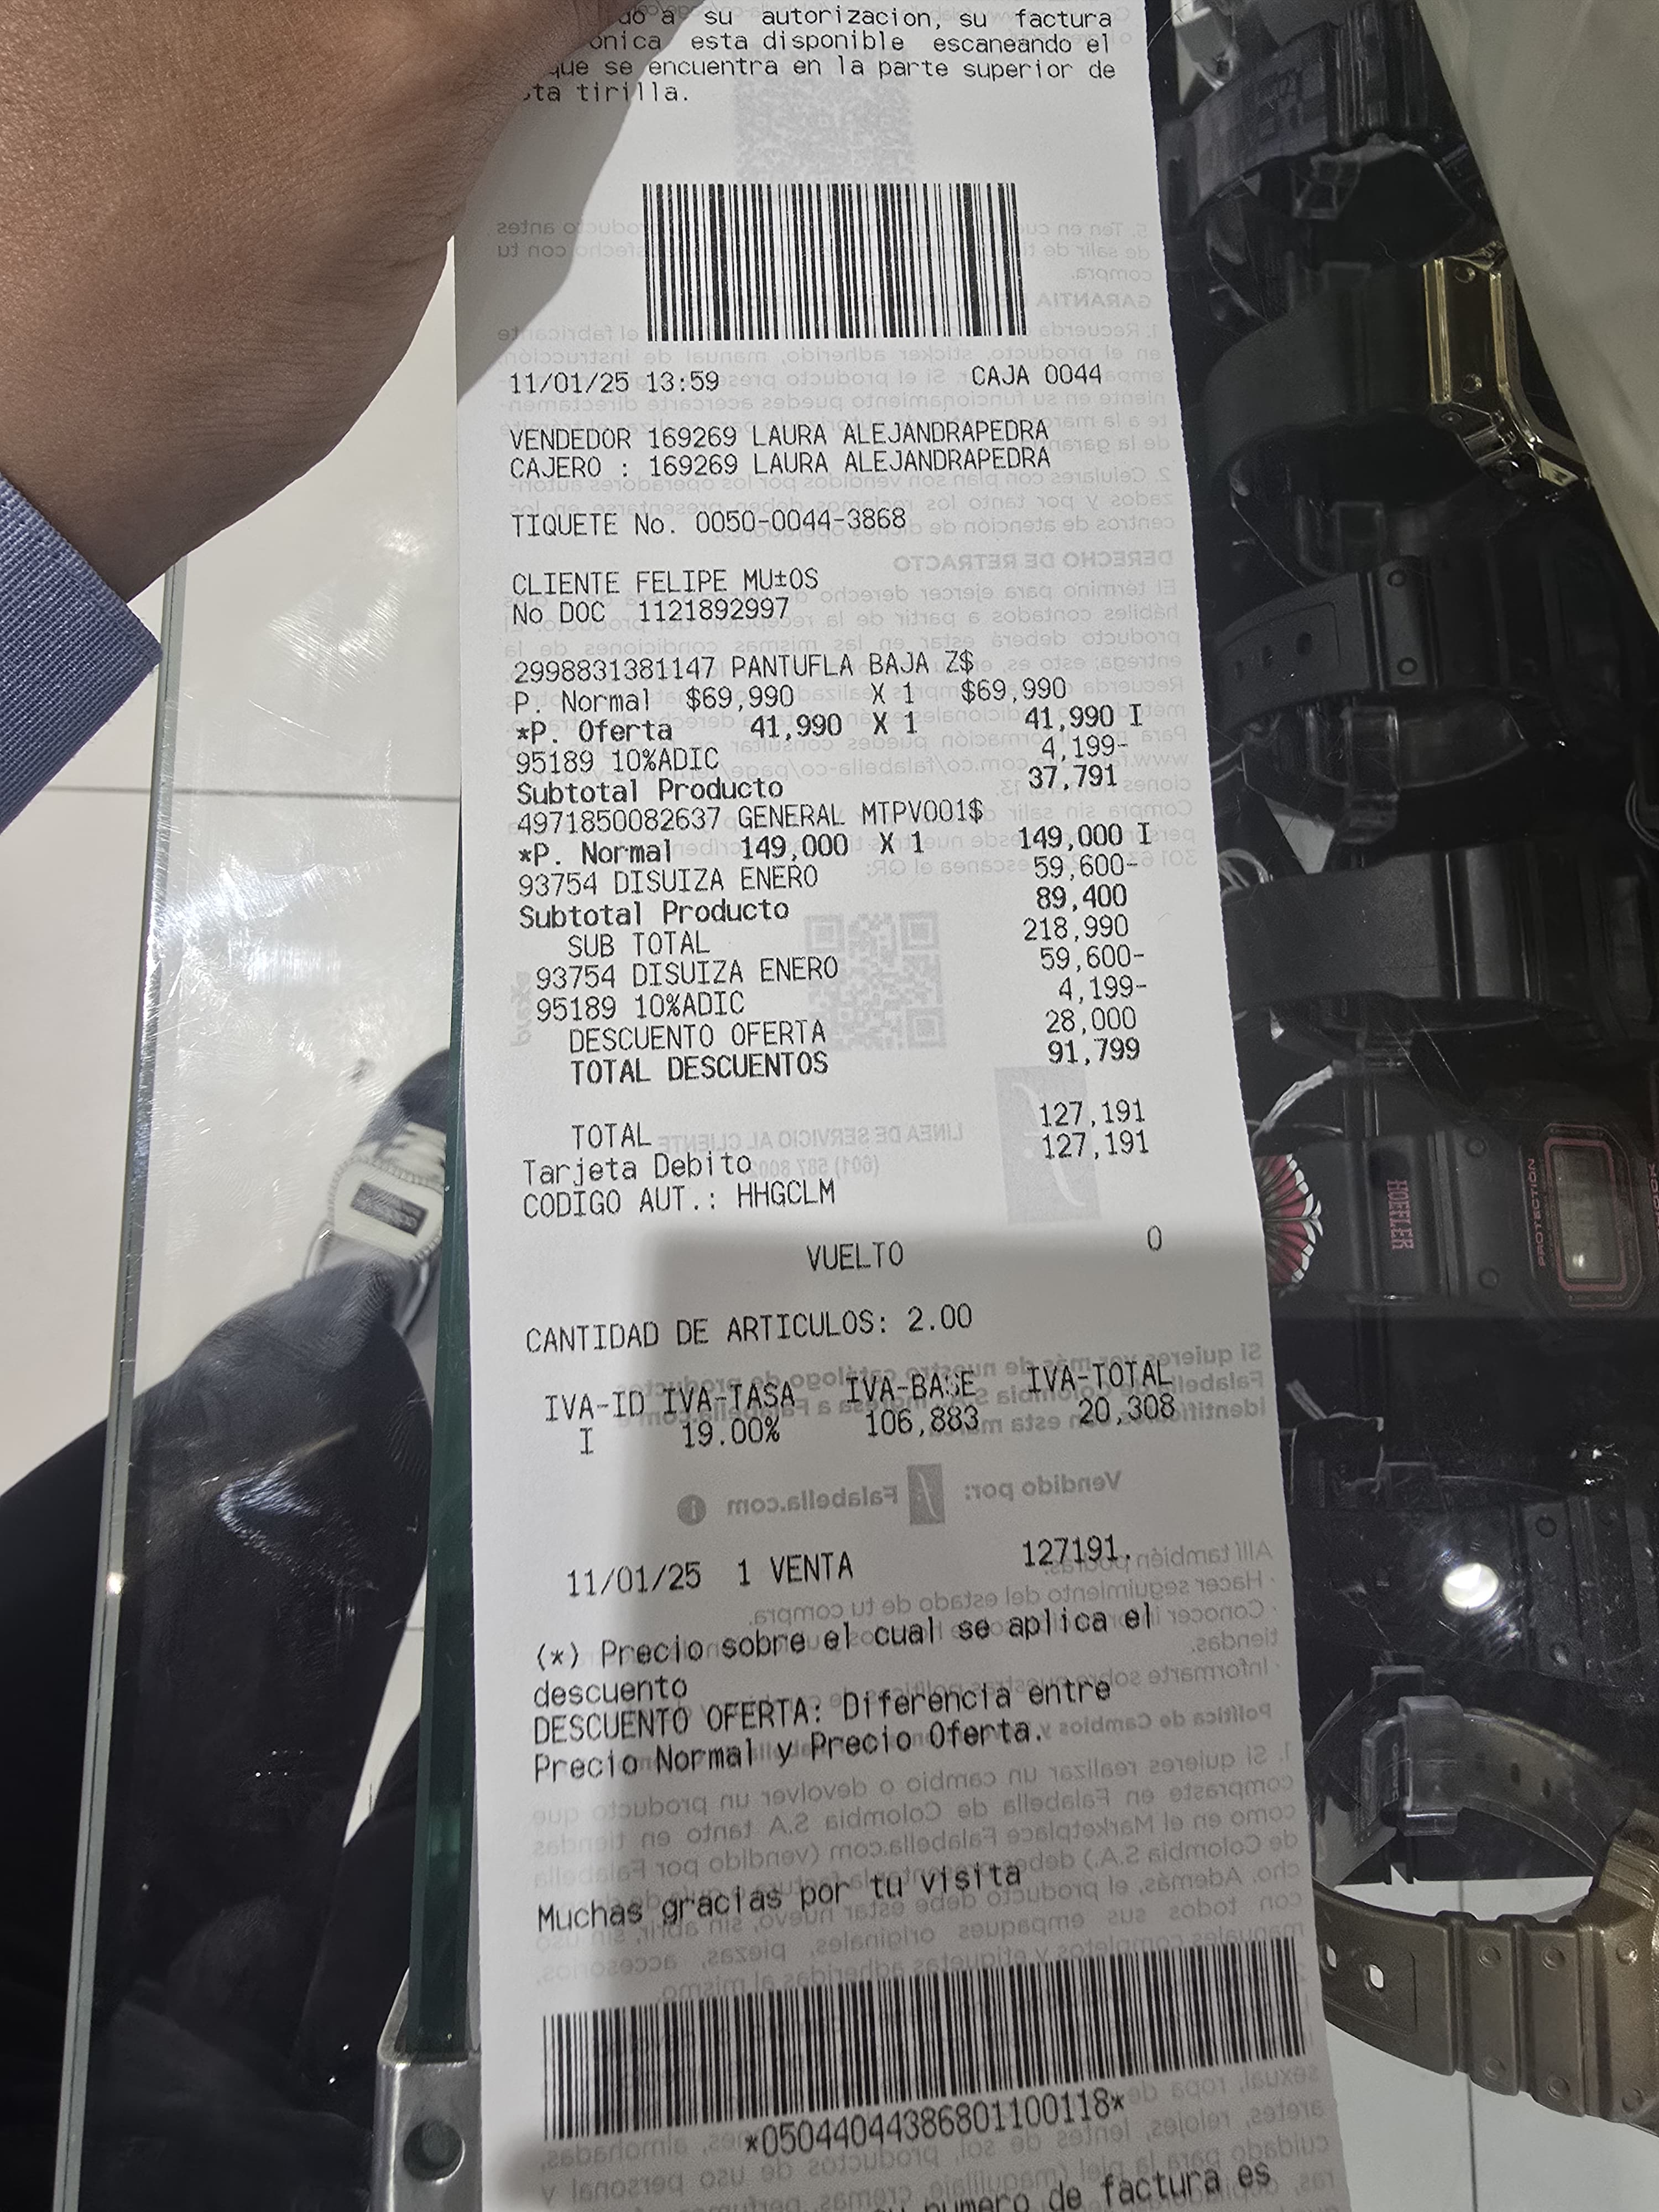 a su autorizacion, su factura
esta disponible escaneando el
que se encuentra en la parte superior de
tirilla.
11/01/25 13:59 CAJA 0044
VENDEDOR 169269 LAURA ALEJANDRAPEDRA
CAJERO : 169269 LAURA ALEJANDRAPEDRA
TIQUETE No. 0050-0044-3868
CLIENTE FELIPE MU±OS
No DOC 1121892997
2998831381147 PANTUFLA BAJA Z$
P. Normal $69,990 X 1 $69,990
*P. Oferta 41,990 X 1 41,990 I
95189 10%ADIC 4,199-
Subtotal Producto 37,791
4971850082637 GENERAL MTPV001$
*P. Normal 149,000 X 1 149,000 I
93754 DISUIZA ENERO 59,600-
Subtotal Producto 89,400
SUB TOTAL 218,990
93754 DISUIZA ENERO 59,600-
95189 10%ADIC 4,199-
DESCUENTO OFERTA 28,000
TOTAL DESCUENTOS 91,799
TOTAL 127,191
Tarjeta Debito 127,191
CODIGO AUT.: HHGCLM
VUELTO 0
CANTIDAD DE ARTICULOS: 2.00
IVA-ID IVA-TASA IVA-BASE IVA-TOTAL
I 19.00% 106,883 20,308
11/01/25 1 VENTA 127191.
(*) Precio sobre el cual se aplica el
descuento
DESCUENTO OFERTA: Diferencia entre
Precio Normal y Precio Oferta.
Muchas gracias por tu visita
*05044044386801100118*
numero de factura es
HOEFLER
PROTECTION